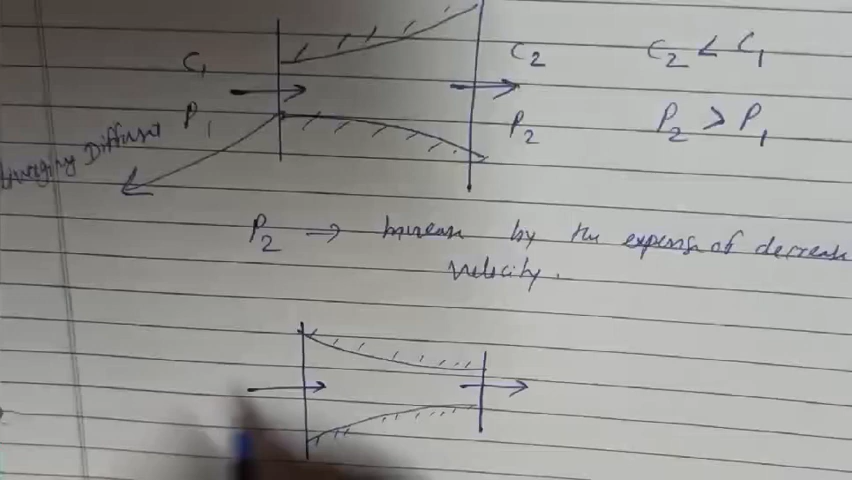 C1 C2 C2 < C1
P1 P2 P2 > P1
Diffuser
P2 → Increase by the expense of decrease
velocity.